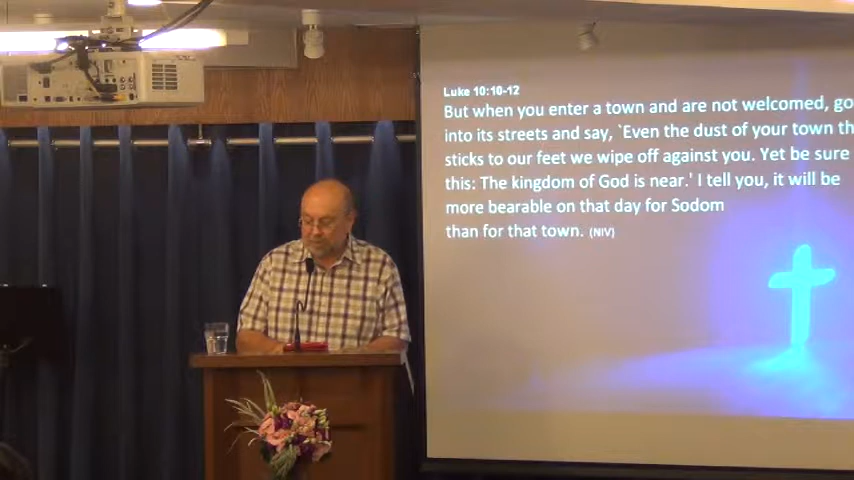 Luke 10:10-12
But when you enter a town and are not welcomed, go
into its streets and say, `Even the dust of your town th
sticks to our feet we wipe off against you. Yet be sure
this: The kingdom of God is near.' I tell you, it will be
more bearable on that day for Sodom
than for that town. (NIV)